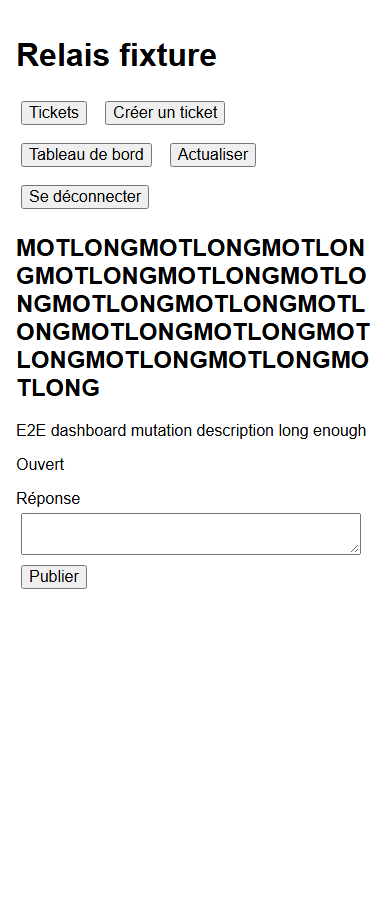 Relais fixture
Tickets Créer un ticket
Tableau de bord Actualiser
Se déconnecter
MOTLONGMOTLONGMOTLON
GMOTLONGMOTLONGMOTLO
NGMOTLONGMOTLONGMOTL
ONGMOTLONGMOTLONGMOT
LONGMOTLONGMOTLONGMO
TLONG
E2E dashboard mutation description long enough
Ouvert
Réponse
Publier